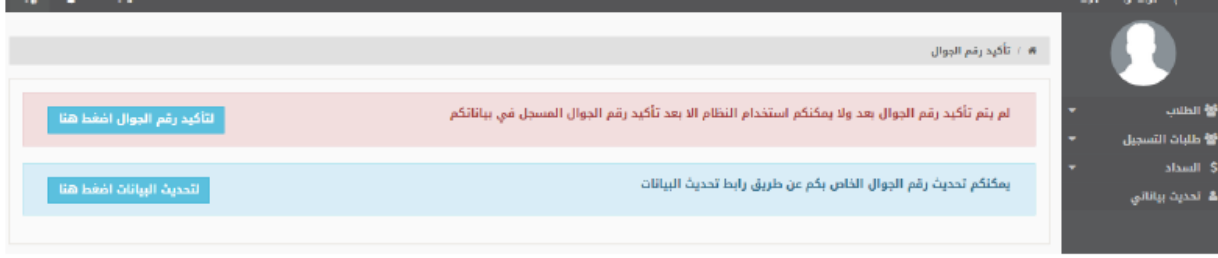 تأكيد رقم الجوال /
لم يتم تأكيد رقم الجوال بعد ولا يمكنكم استخدام النظام الا بعد تأكيد رقم الجوال المسجل في بياناتكم
لتأكيد رقم الجوال اضغط هنا
يمكنكم تحديث رقم الجوال الخاص بكم عن طريق رابط تحديث البيانات
لتحديث البيانات اضغط هنا
الطلاب
طلبات التسجيل
$ السداد
تحديث بياناتي